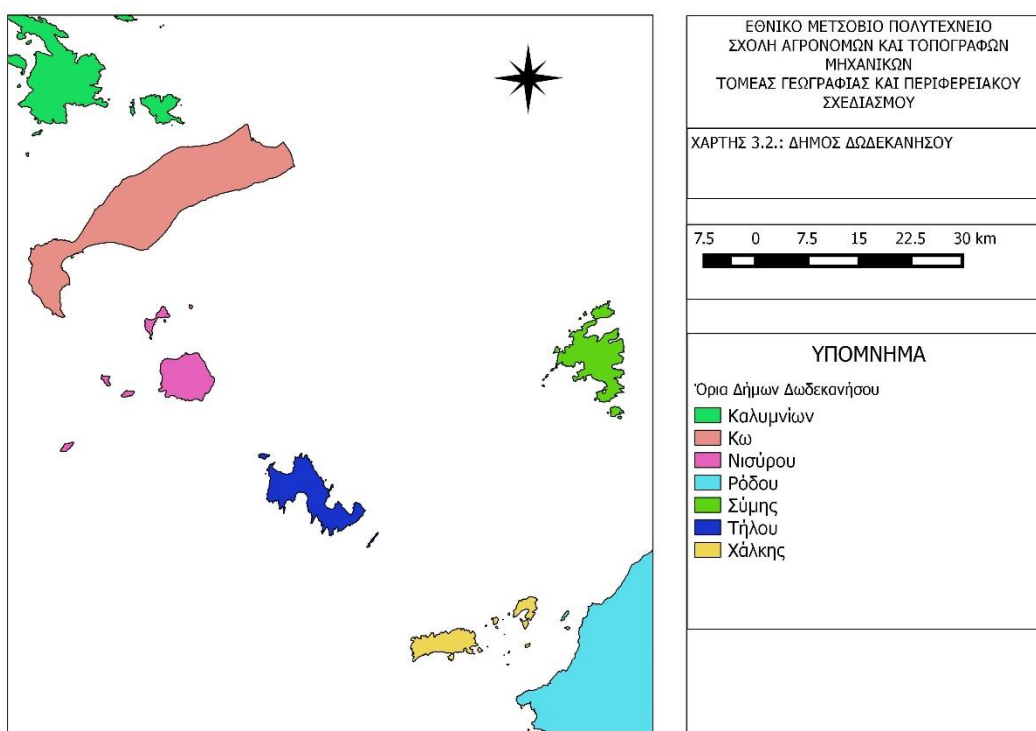 ΕΘΝΙΚΟ ΜΕΤΣΟΒΙΟ ΠΟΛΥΤΕΧΝΕΙΟ
ΣΧΟΛΗ ΑΓΡΟΝΟΜΩΝ ΚΑΙ ΤΟΠΟΓΡΑΦΩΝ
ΜΗΧΑΝΙΚΩΝ
ΤΟΜΕΑΣ ΓΕΩΓΡΑΦΙΑΣ ΚΑΙ ΠΕΡΙΦΕΡΕΙΑΚΟΥ
ΣΧΕΔΙΑΣΜΟΥ
ΧΑΡΤΗΣ 3.2.: ΔΗΜΟΣ ΔΩΔΕΚΑΝΗΣΟΥ
7.5 0 7.5 15 22.5 30 km
ΥΠΟΜΝΗΜΑ
Όρια Δήμων Δωδεκανήσου
Καλυμνίων
Κω
Νισύρου
Ρόδου
Σύμης
Τήλου
Χάλκης